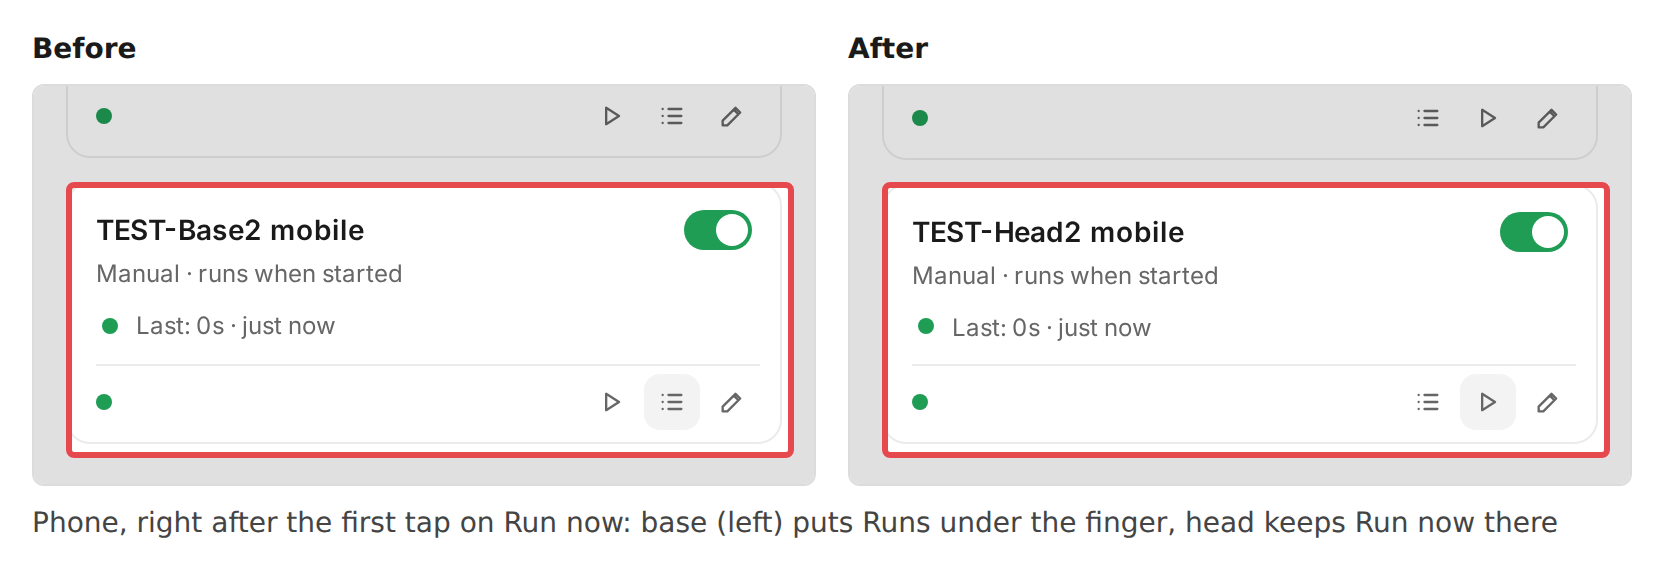 Before
After
TEST-Base2 mobile
Manual · runs when started
Last: 0s · just now
TEST-Head2 mobile
Manual · runs when started
Last: 0s · just now
Phone, right after the first tap on Run now: base (left) puts Runs under the finger, head keeps Run now there